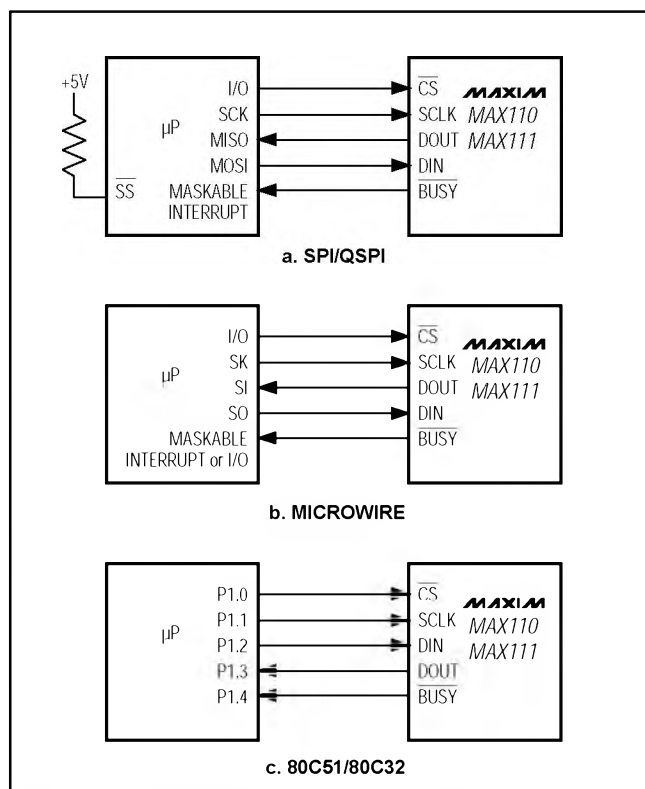 +5V
μP
SS
I/O
SCK
MISO
MOSI
MASKABLE
INTERRUPT
CS
SCLK
DOUT
DIN
BUSY
MAXIM
MAX110
MAX111
a. SPI/QSPI
μP
I/O
SK
SI
SO
MASKABLE
INTERRUPT or I/O
CS
SCLK
DOUT
DIN
BUSY
MAXIM
MAX110
MAX111
b. MICROWIRE
μP
P1.0
P1.1
P1.2
P1.3
P1.4
CS
SCLK
DIN
DOUT
BUSY
MAXIM
MAX110
MAX111
c. 80C51/80C32